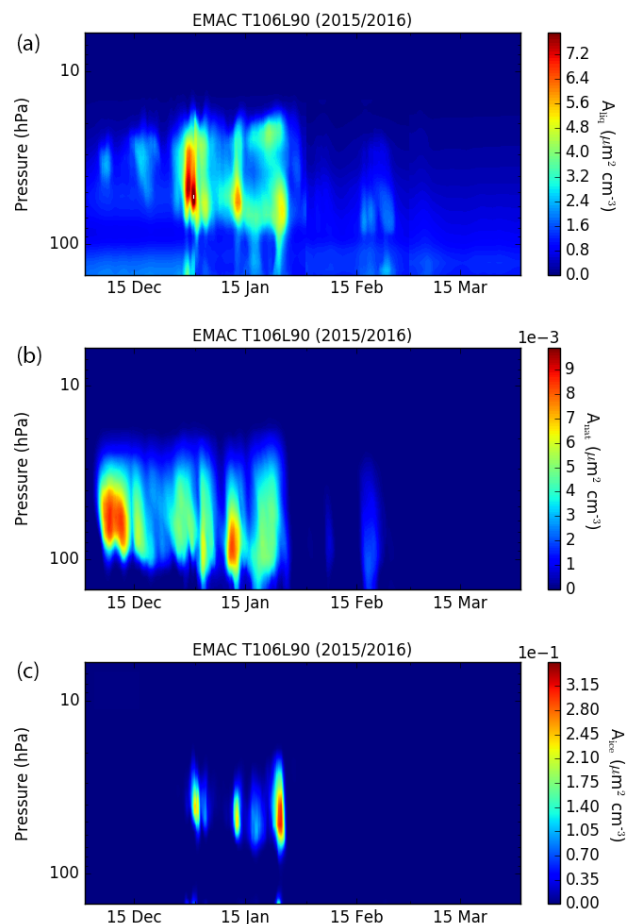 (a)
EMAC T106L90 (2015/2016)
Pressure (hPa)
10
100
15 Dec 15 Jan 15 Feb 15 Mar
7.2
6.4
5.6
4.8
4.0
3.2
2.4
1.6
0.8
0.0
A_liq (μm² cm⁻³)
(b)
EMAC T106L90 (2015/2016)
1e-3
Pressure (hPa)
10
100
15 Dec 15 Jan 15 Feb 15 Mar
9
8
7
6
5
4
3
2
1
0
A_nat (μm² cm⁻³)
(c)
EMAC T106L90 (2015/2016)
1e-1
Pressure (hPa)
10
100
15 Dec 15 Jan 15 Feb 15 Mar
3.15
2.80
2.45
2.10
1.75
1.40
1.05
0.70
0.35
0.00
A_ice (μm² cm⁻³)